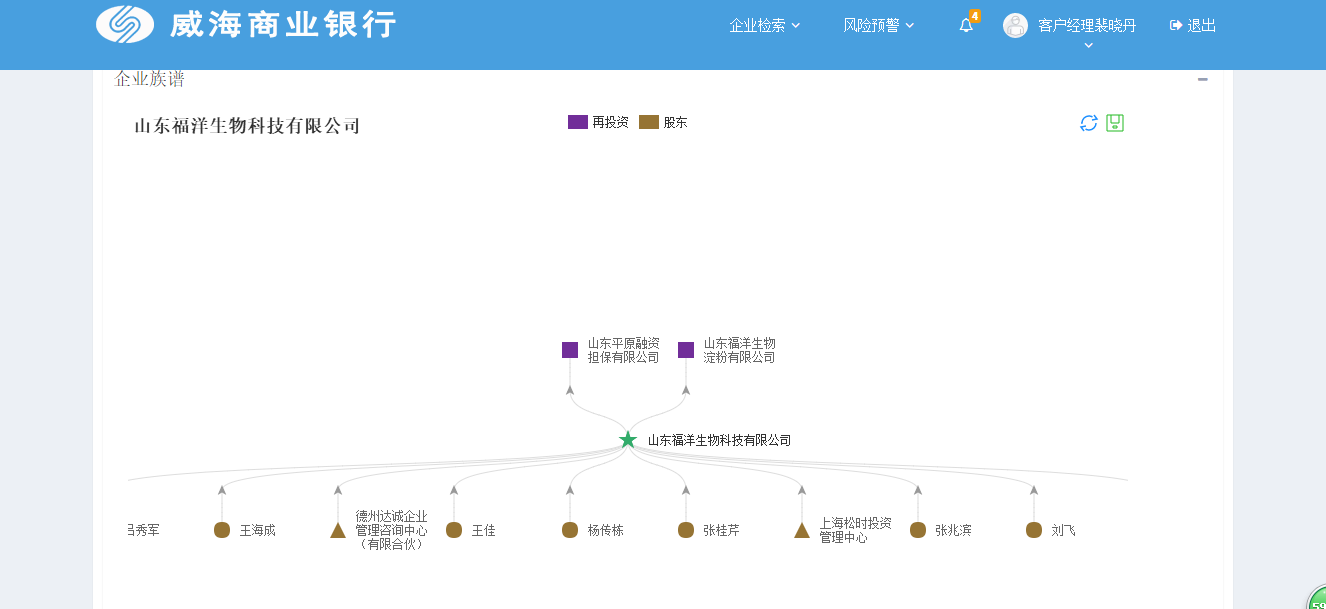 威海商业银行
企业检索
风险预警
4
客户经理裴晓丹
退出
企业族谱
山东福洋生物科技有限公司
再投资
股东
山东平原融资
担保有限公司
山东福洋生物
淀粉有限公司
山东福洋生物科技有限公司
吕秀军
王海成
德州达诚企业
管理咨询中心
（有限合伙）
王佳
杨传栋
张桂芹
上海松时投资
管理中心
张兆滨
刘飞